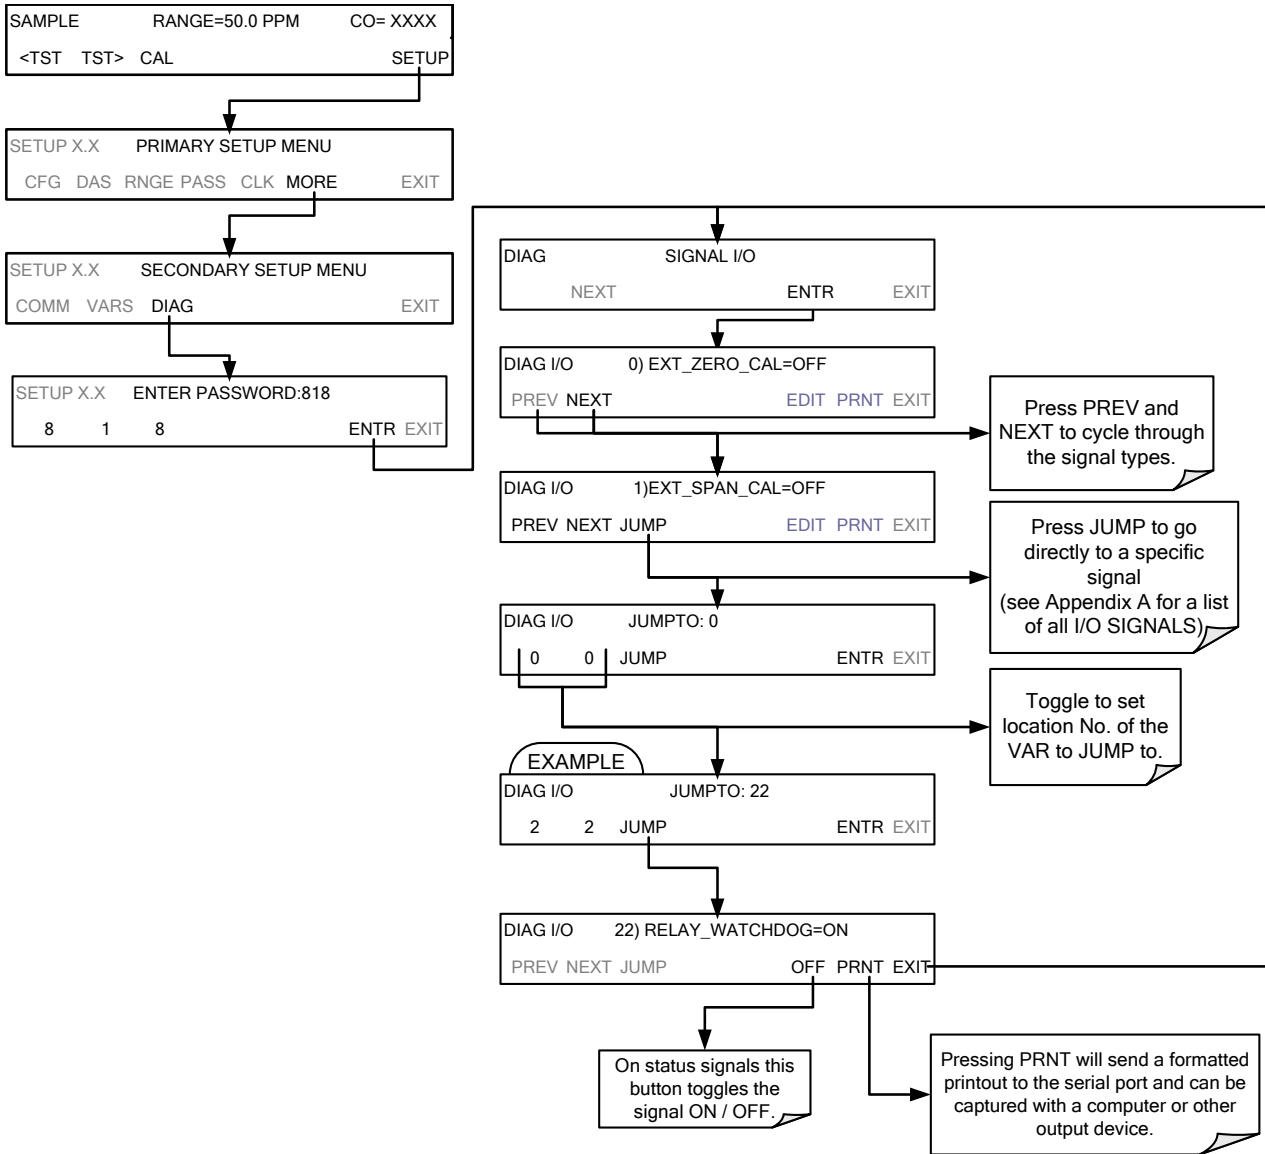 SAMPLE RANGE=50.0 PPM CO= XXXX
<TST TST> CAL SETUP
SETUP X.X PRIMARY SETUP MENU
CFG DAS RNGE PASS CLK MORE EXIT
SETUP X.X SECONDARY SETUP MENU
COMM VARS DIAG EXIT
SETUP X.X ENTER PASSWORD:818
8 1 8 ENTR EXIT
DIAG SIGNAL I/O
NEXT ENTR EXIT
DIAG I/O 0) EXT_ZERO_CAL=OFF
PREV NEXT EDIT PRNT EXIT
Press PREV and
NEXT to cycle through
the signal types.
DIAG I/O 1)EXT_SPAN_CAL=OFF
PREV NEXT JUMP EDIT PRNT EXIT
Press JUMP to go
directly to a specific
signal
(see Appendix A for a list
of all I/O SIGNALS)
DIAG I/O JUMPTO: 0
0 0 JUMP ENTR EXIT
Toggle to set
location No. of the
VAR to JUMP to.
EXAMPLE
DIAG I/O JUMPTO: 22
2 2 JUMP ENTR EXIT
DIAG I/O 22) RELAY_WATCHDOG=ON
PREV NEXT JUMP OFF PRNT EXIT
On status signals this
button toggles the
signal ON / OFF.
Pressing PRNT will send a formatted
printout to the serial port and can be
captured with a computer or other
output device.